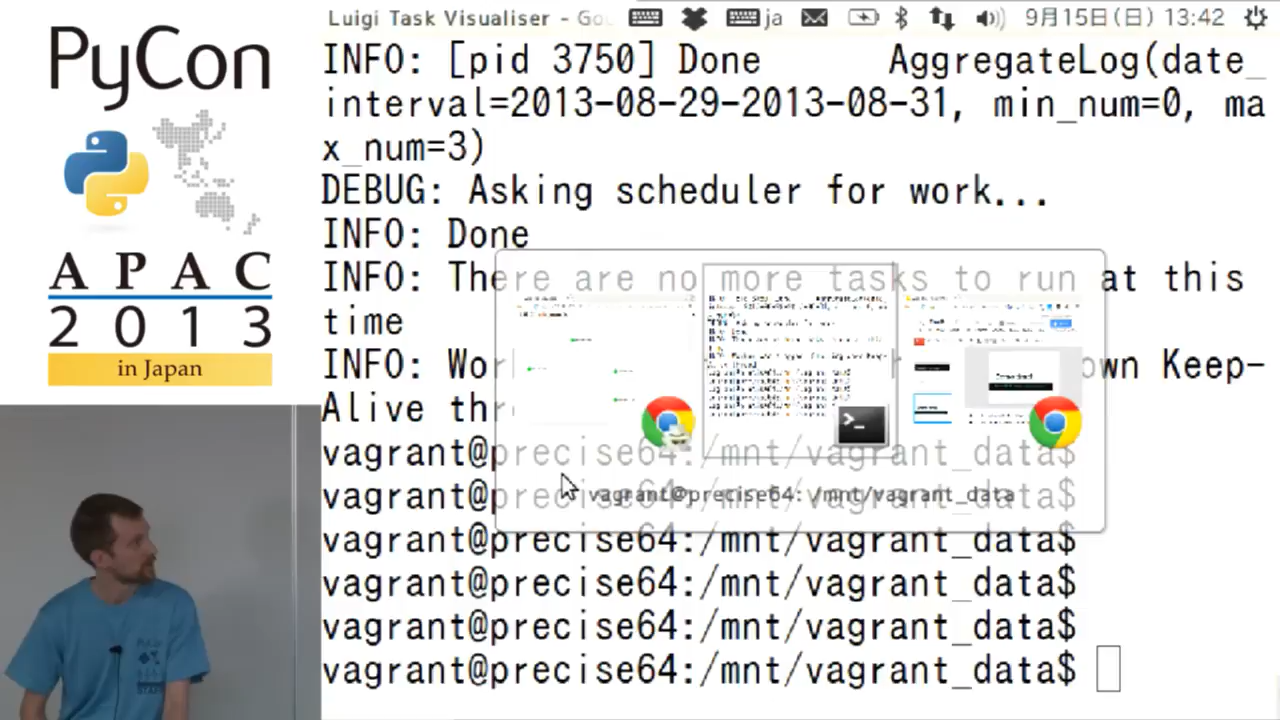 PyCon
APAC
2013
in Japan
Luigi Task Visualiser - Go
ja
9月15日(日) 13:42
INFO: [pid 3750] Done AggregateLog(date_
interval=2013-08-29-2013-08-31, min_num=0, ma
x_num=3)
DEBUG: Asking scheduler for work...
INFO: Done
INFO: There are no more tasks to run at this
time
INFO: Wor own Keep-
Alive thr
vagrant@precise64:/mnt/vagrant_data$
vagrant@precise64:/mnt/vagrant_data$
vagrant@precise64: /mnt/vagrant_data
vagrant@precise64:/mnt/vagrant_data$
vagrant@precise64:/mnt/vagrant_data$
vagrant@precise64:/mnt/vagrant_data$
vagrant@precise64:/mnt/vagrant_data$